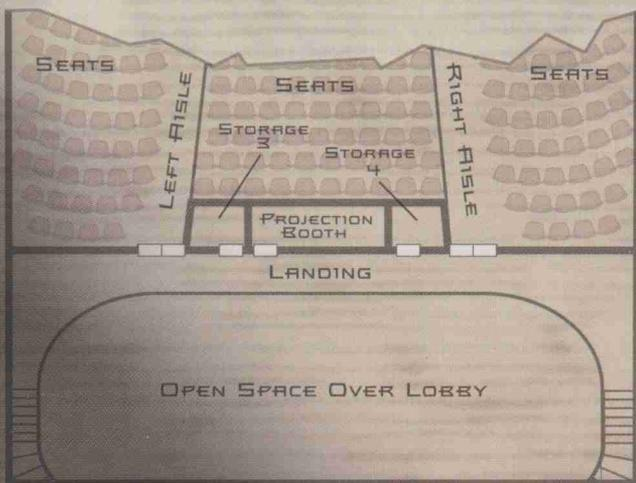 SEATS
SEATS
SEATS
LEFT AISLE
RIGHT AISLE
STORAGE
3
STORAGE
4
PROJECTION
BOOTH
LANDING
OPEN SPACE OVER LOBBY